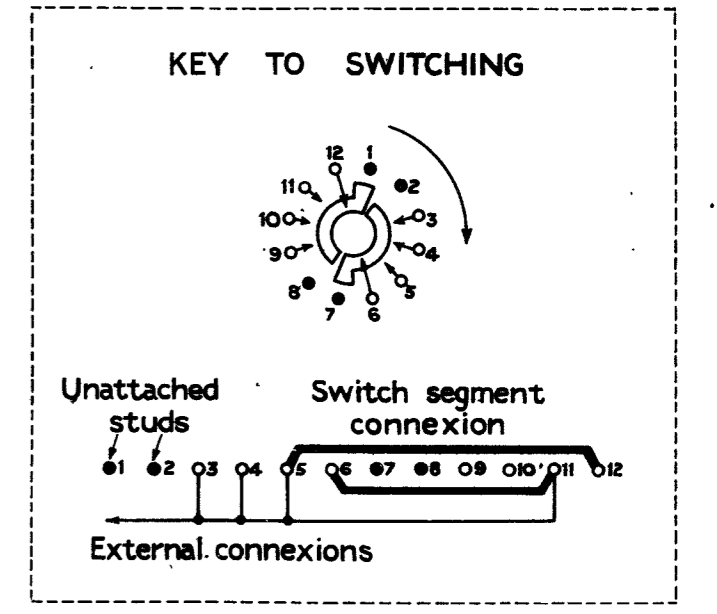 KEY TO SWITCHING
12 1
11 2
10 3
9 4
8 5
7 6
Unattached Switch segment
studs connexion
1 2 3 4 5 6 7 8 9 10 11 12
External connexions